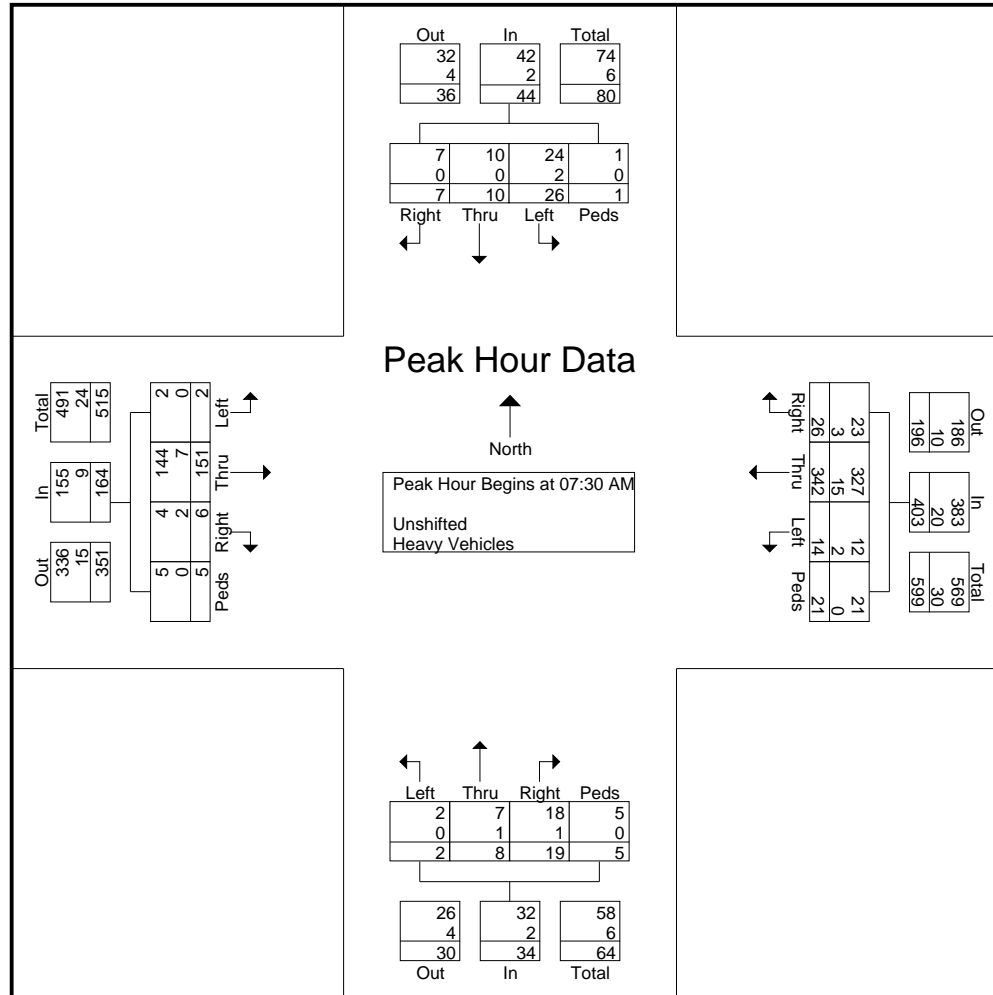 Out In Total
32 42 74
4 2 6
36 44 80
7 10 24 1
0 0 2 0
7 10 26 1
Right Thru Left Peds
Peak Hour Data
North
Peak Hour Begins at 07:30 AM
Unshifted
Heavy Vehicles
Out In Total
336 155 491
15 9 24
351 164 515
Peds Right Thru Left
5 4 144 2
0 2 7 0
5 6 151 2
Out In Total
186 383 569
10 20 30
196 403 599
23 327 12 21
3 15 2 0
26 342 14 21
Right Thru Left Peds
Left Thru Right Peds
2 7 18 5
0 1 1 0
2 8 19 5
26 32 58
4 2 6
30 34 64
Out In Total